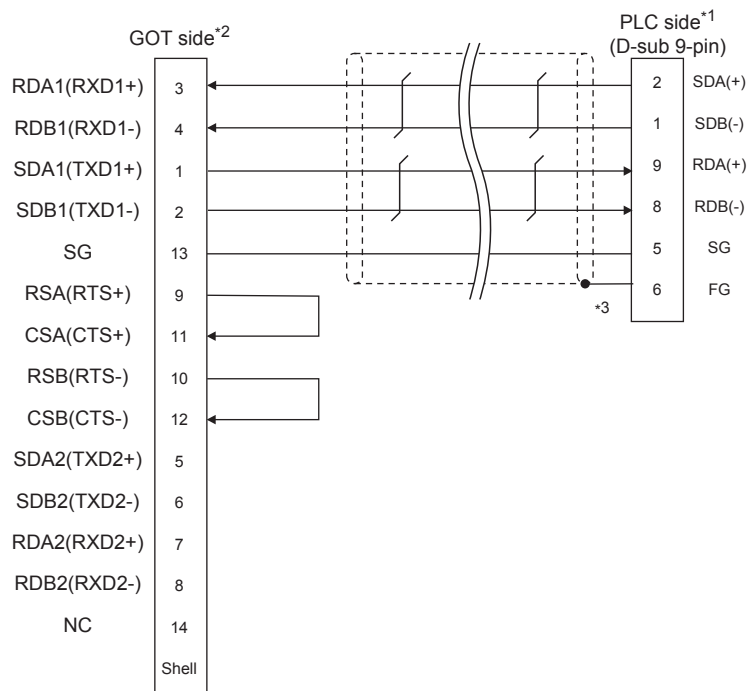 GOT side*2
PLC side*1
(D-sub 9-pin)
RDA1(RXD1+) 3 2 SDA(+)
RDB1(RXD1-) 4 1 SDB(-)
SDA1(TXD1+) 1 9 RDA(+)
SDB1(TXD1-) 2 8 RDB(-)
SG 13 5 SG
RSA(RTS+) 9 6 FG
*3
CSA(CTS+) 11
RSB(RTS-) 10
CSB(CTS-) 12
SDA2(TXD2+) 5
SDB2(TXD2-) 6
RDA2(RXD2+) 7
RDB2(RXD2-) 8
NC 14
Shell